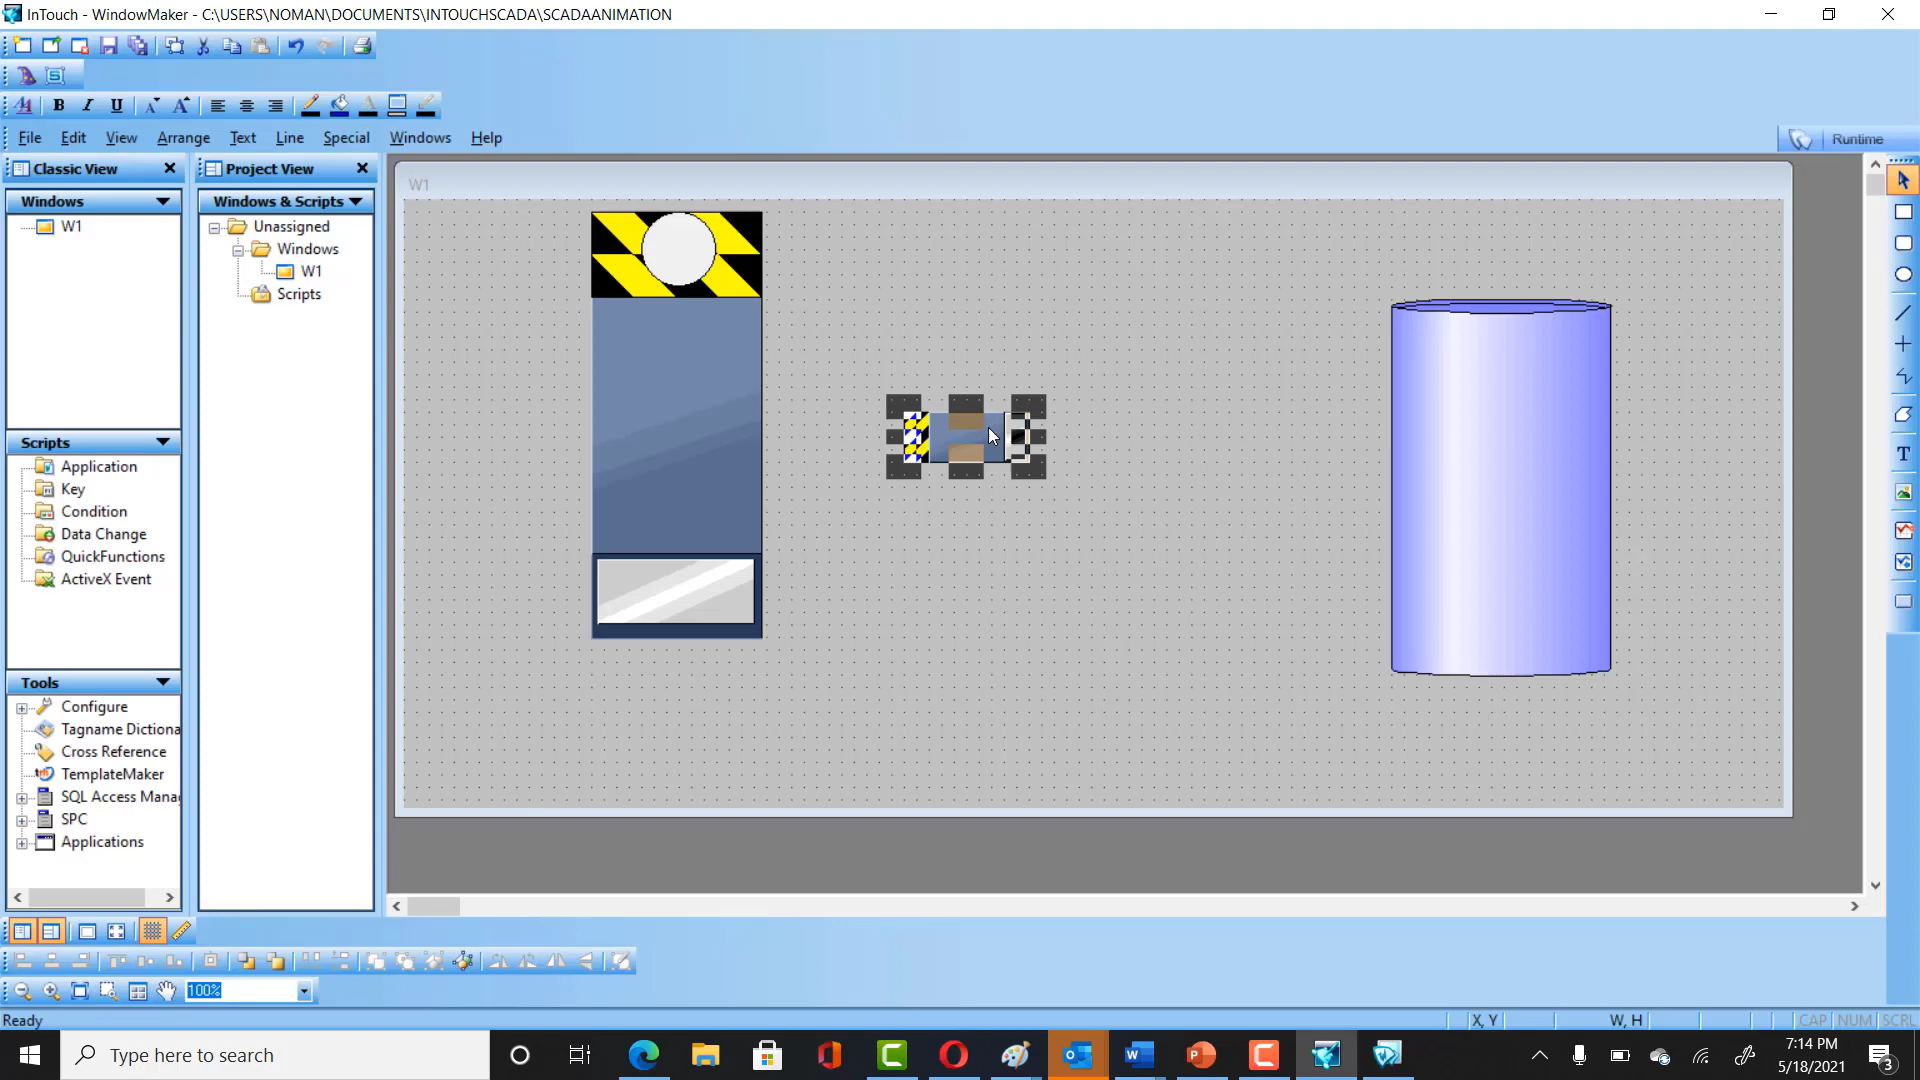 InTouch - WindowMaker - C:\USERS\NOMAN\DOCUMENTS\INTOUCHSCADA\SCADAANIMATION
File Edit View Arrange Text Line Special Windows Help
Runtime
Classic View
Project View
Windows
Windows & Scripts
W1
Unassigned
Windows
W1
Scripts
W1
Scripts
Application
Key
Condition
Data Change
QuickFunctions
ActiveX Event
Tools
Configure
Tagname Dictiona
Cross Reference
TemplateMaker
SQL Access Mana
SPC
Applications
100%
Ready
X, Y
W, H
CAP NUM SCRL
Type here to search
7:14 PM
5/18/2021
3